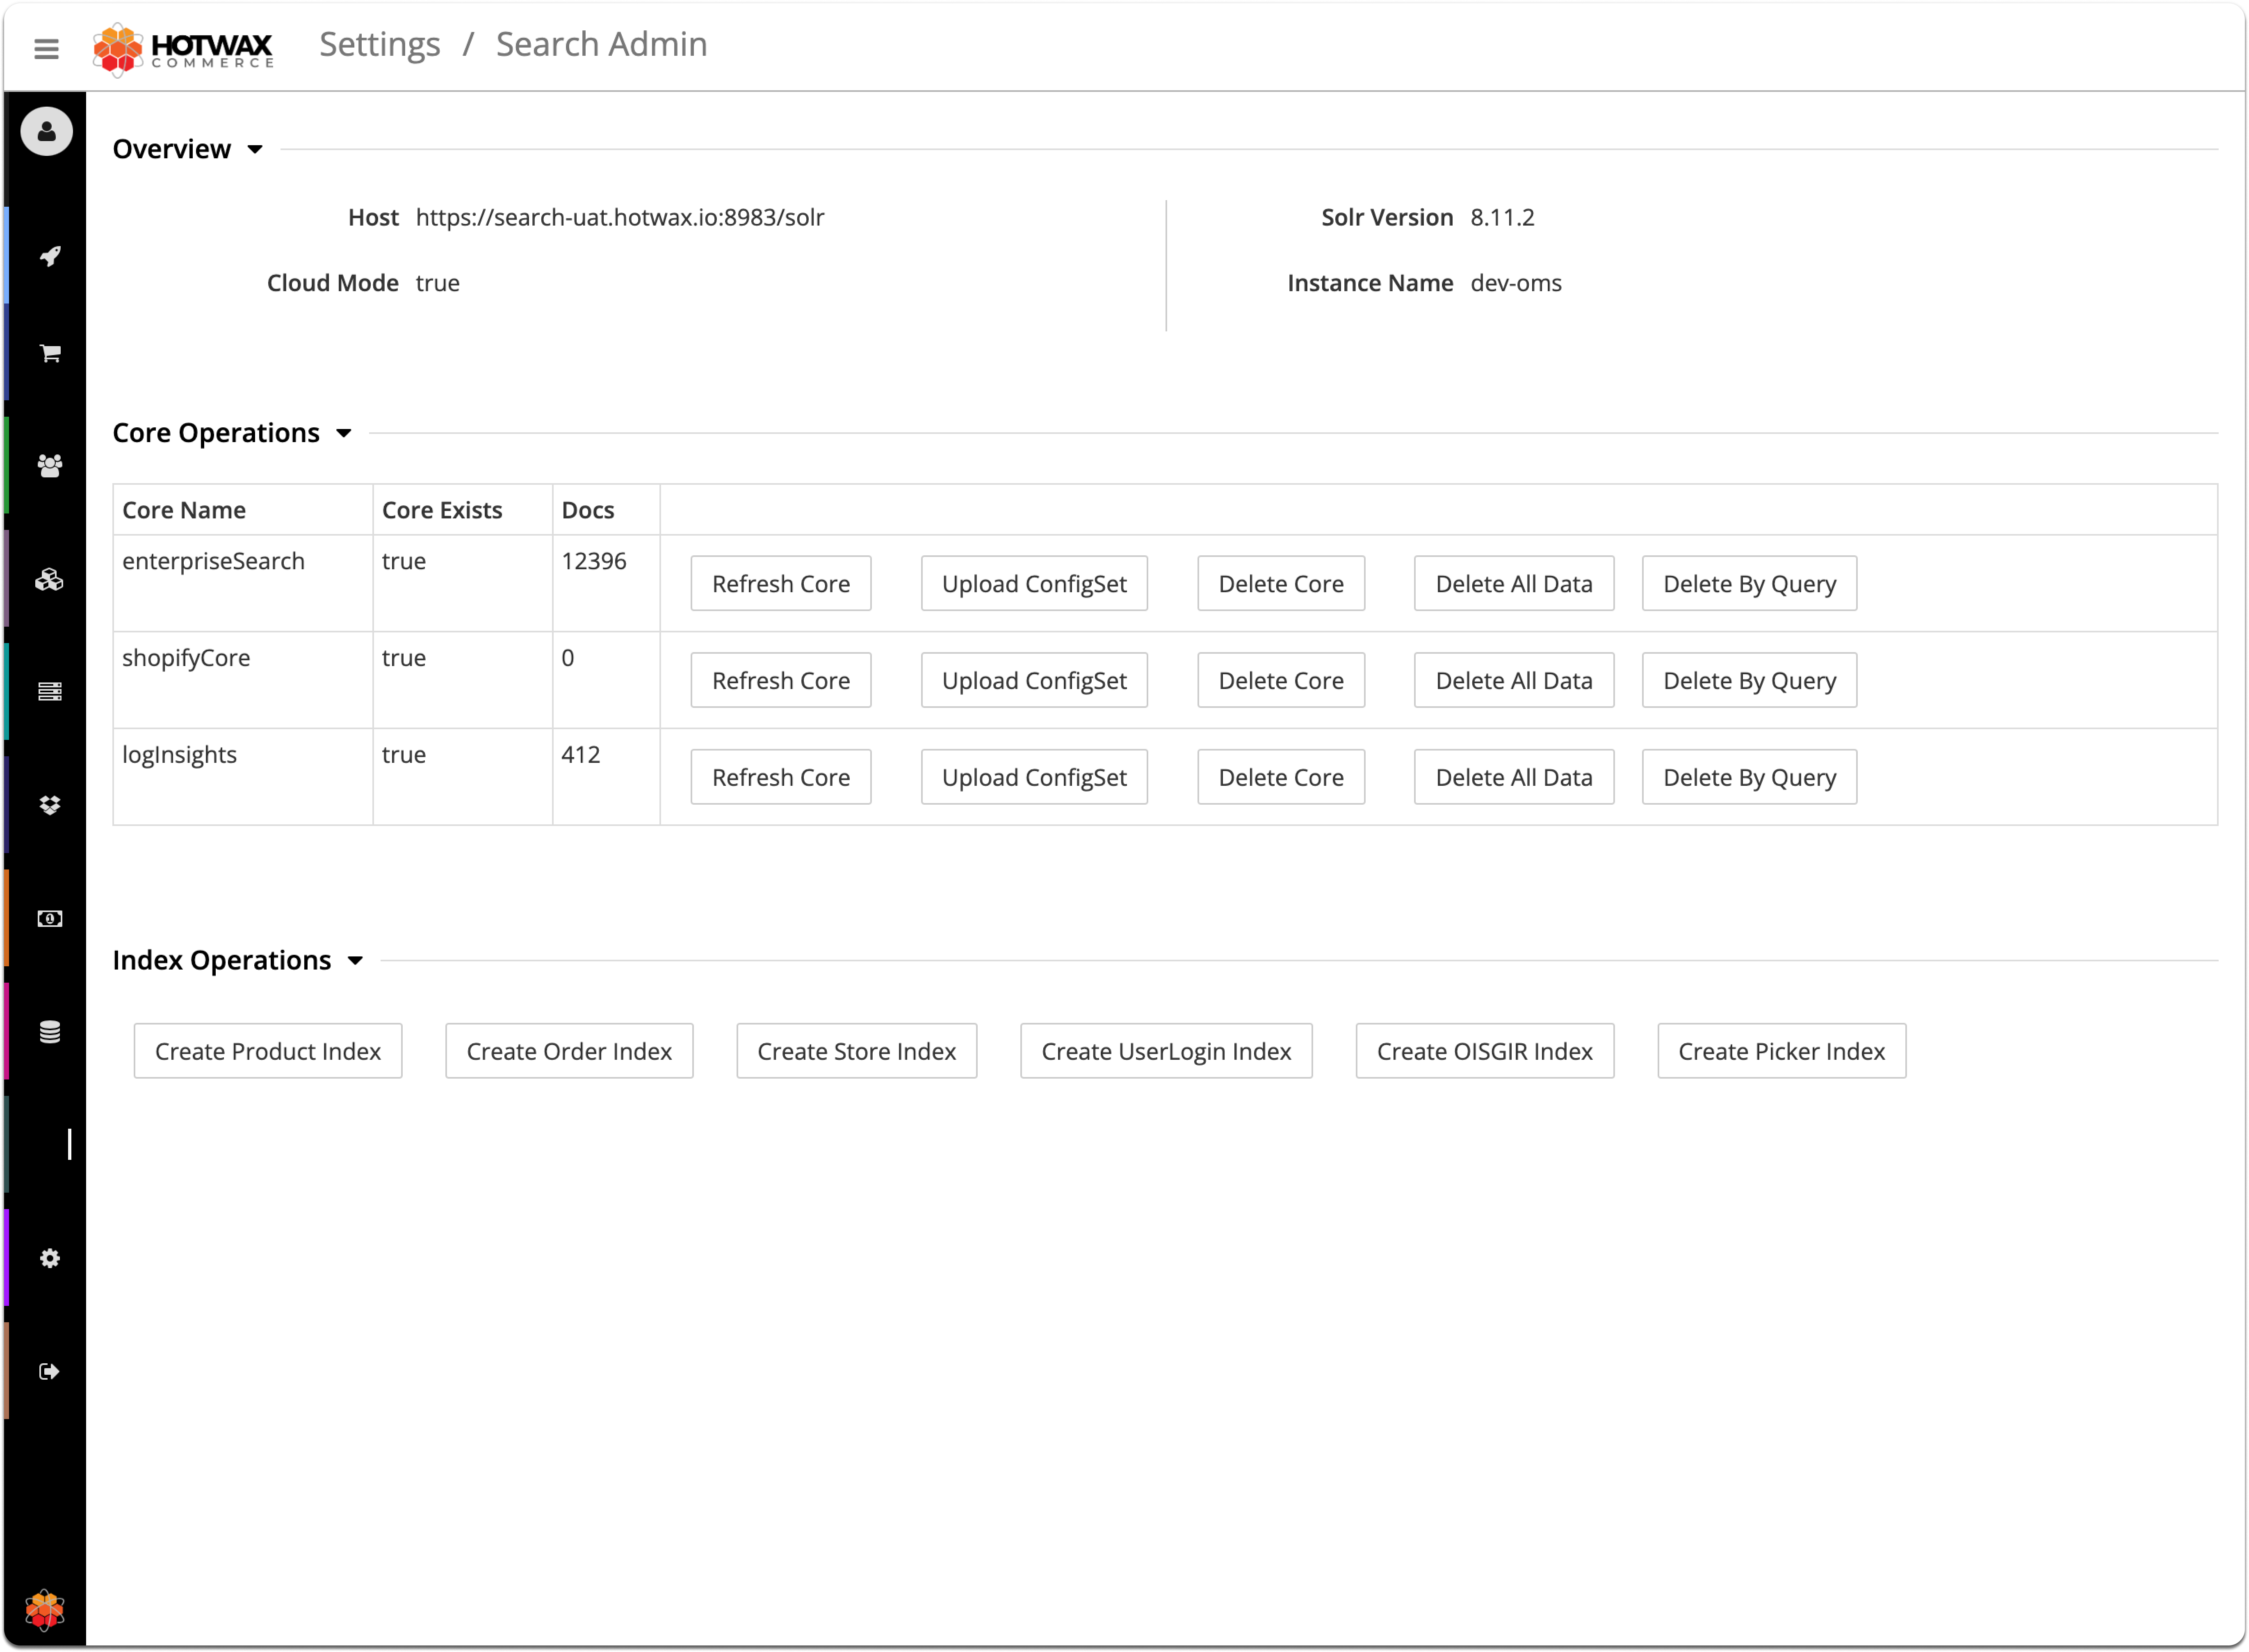 HOTWAX
COMMERCE
Settings / Search Admin
Overview
Host https://search-uat.hotwax.io:8983/solr
Solr Version 8.11.2
Cloud Mode true
Instance Name dev-oms
Core Operations
Core Name Core Exists Docs
enterpriseSearch true 12396 Refresh Core Upload ConfigSet Delete Core Delete All Data Delete By Query
shopifyCore true 0 Refresh Core Upload ConfigSet Delete Core Delete All Data Delete By Query
logInsights true 412 Refresh Core Upload ConfigSet Delete Core Delete All Data Delete By Query
Index Operations
Create Product Index Create Order Index Create Store Index Create UserLogin Index Create OISGIR Index Create Picker Index